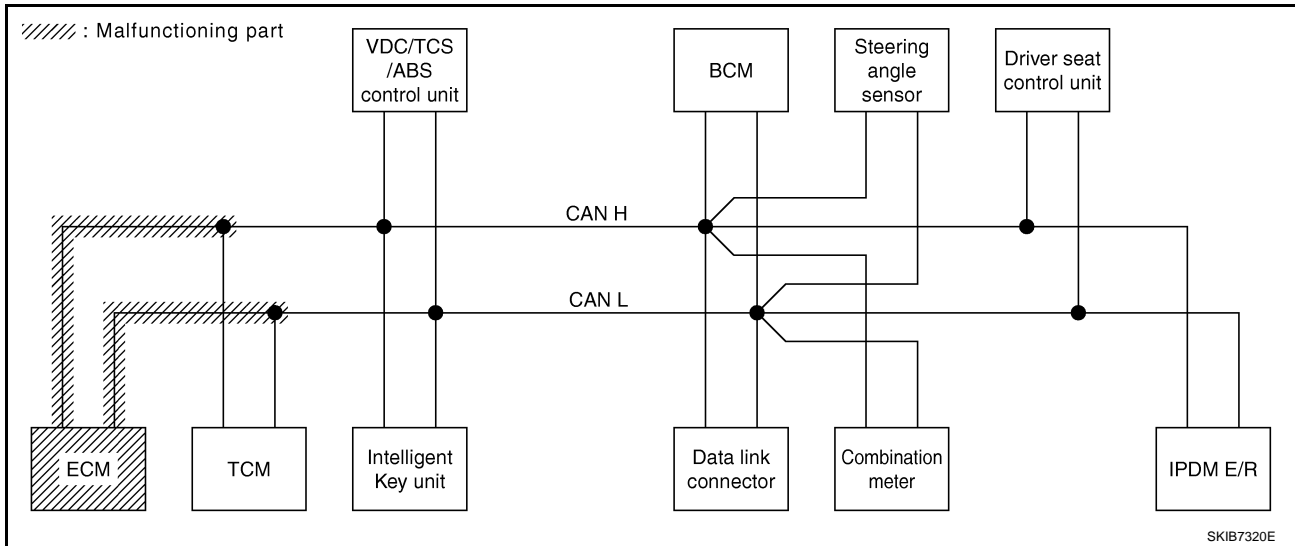 : Malfunctioning part
VDC/TCS
/ABS
control unit
BCM
Steering
angle
sensor
Driver seat
control unit
CAN H
CAN L
ECM
TCM
Intelligent
Key unit
Data link
connector
Combination
meter
IPDM E/R
SKIB7320E